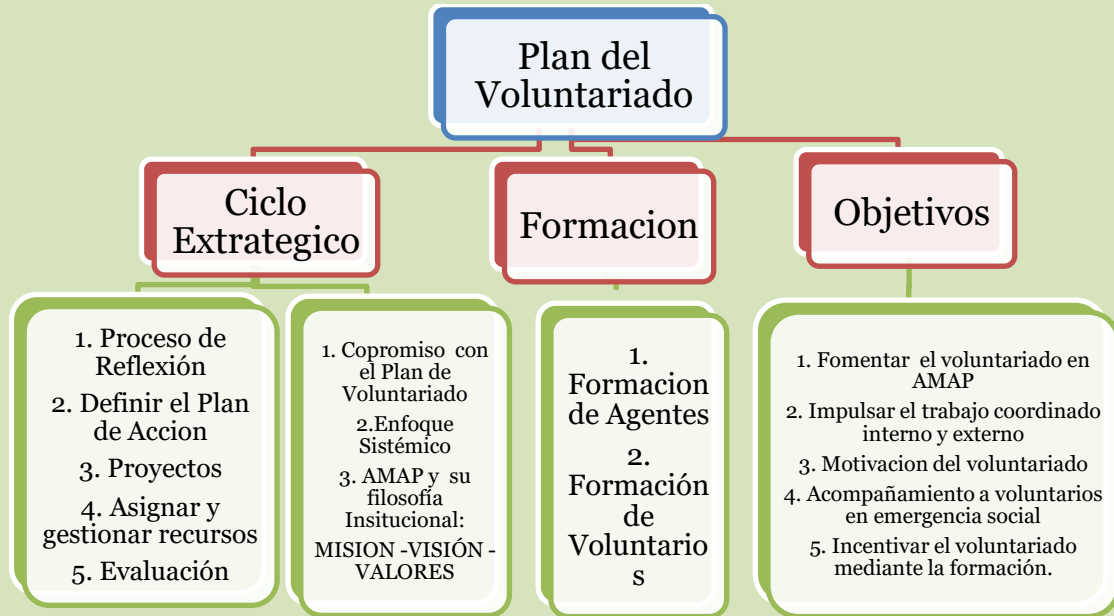 Plan del
Voluntariado
Ciclo
Extrategico
Formacion
Objetivos
1. Proceso de
Reflexión
2. Definir el Plan
de Accion
3. Proyectos
4. Asignar y
gestionar recursos
5. Evaluación
1. Copromiso con
el Plan de
Voluntariado
2.Enfoque
Sistémico
3. AMAP y su
filosofía
Insitucional:
MISION -VISIÓN -
VALORES
1.
Formacion
de Agentes
2.
Formación
de
Voluntario
s
1. Fomentar el voluntariado en
AMAP
2. Impulsar el trabajo coordinado
interno y externo
3. Motivacion del voluntariado
4. Acompañamiento a voluntarios
en emergencia social
5. Incentivar el voluntariado
mediante la formación.